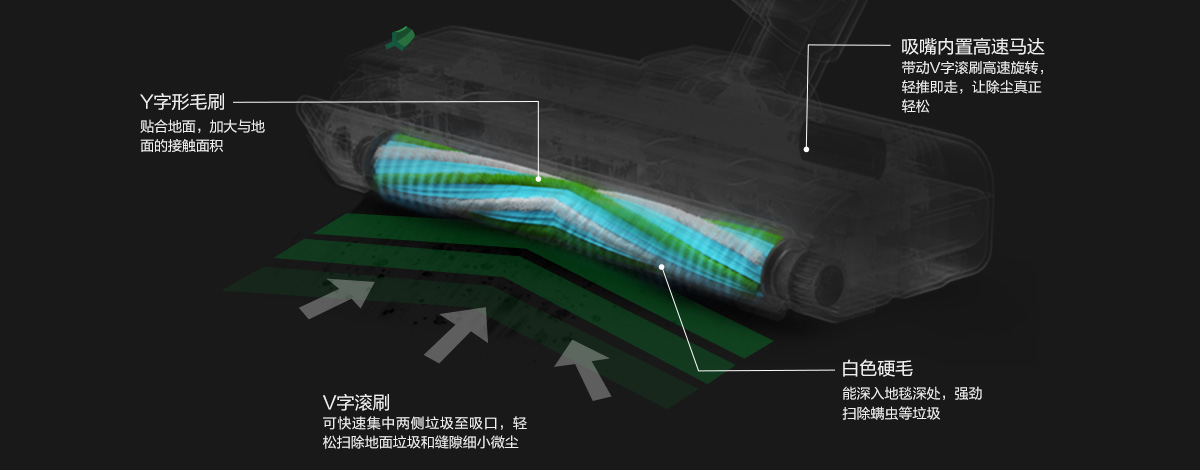 吸嘴内置高速马达
带动V字滚刷高速旋转，
轻推即走，让除尘真正
轻松
Y字形毛刷
贴合地面，加大与地
面的接触面积
白色硬毛
能深入地毯深处，强劲
扫除螨虫等垃圾
V字滚刷
可快速集中两侧垃圾至吸口，轻
松扫除地面垃圾和缝隙细小微尘